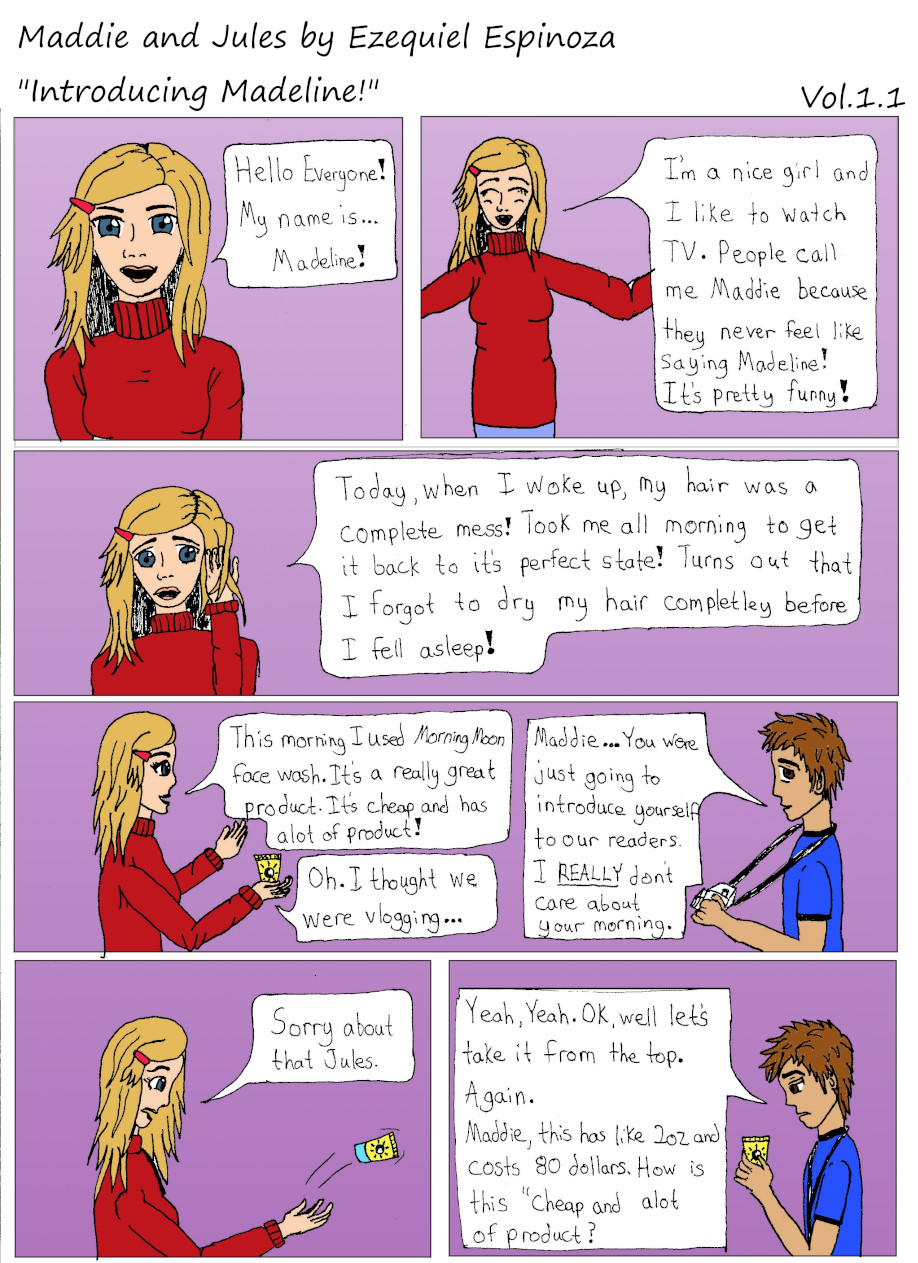 Maddie and Jules by Ezequiel Espinoza
"Introducing Madeline!"
Vol.1.1
Hello Everyone!
My name is...
Madeline!
I'm a nice girl and
I like to watch
TV. People call
me Maddie because
they never feel like
saying Madeline!
It's pretty funny!
Today, when I woke up, my hair was a
complete mess! Took me all morning to get
it back to it's perfect state! Turns out that
I forgot to dry my hair completley before
I fell asleep!
This morning I used Morning Moon
face wash. It's a really great
product. It's cheap and has
alot of product!
Maddie... You were
just going to
introduce yourself
to our readers.
I REALLY don't
care about
your morning.
Oh. I thought we
were vlogging...
Sorry about
that Jules.
Yeah, Yeah. OK, well let's
take it from the top.
Again.
Maddie, this has like 2oz and
costs 80 dollars. How is
this "Cheap and alot
of product?